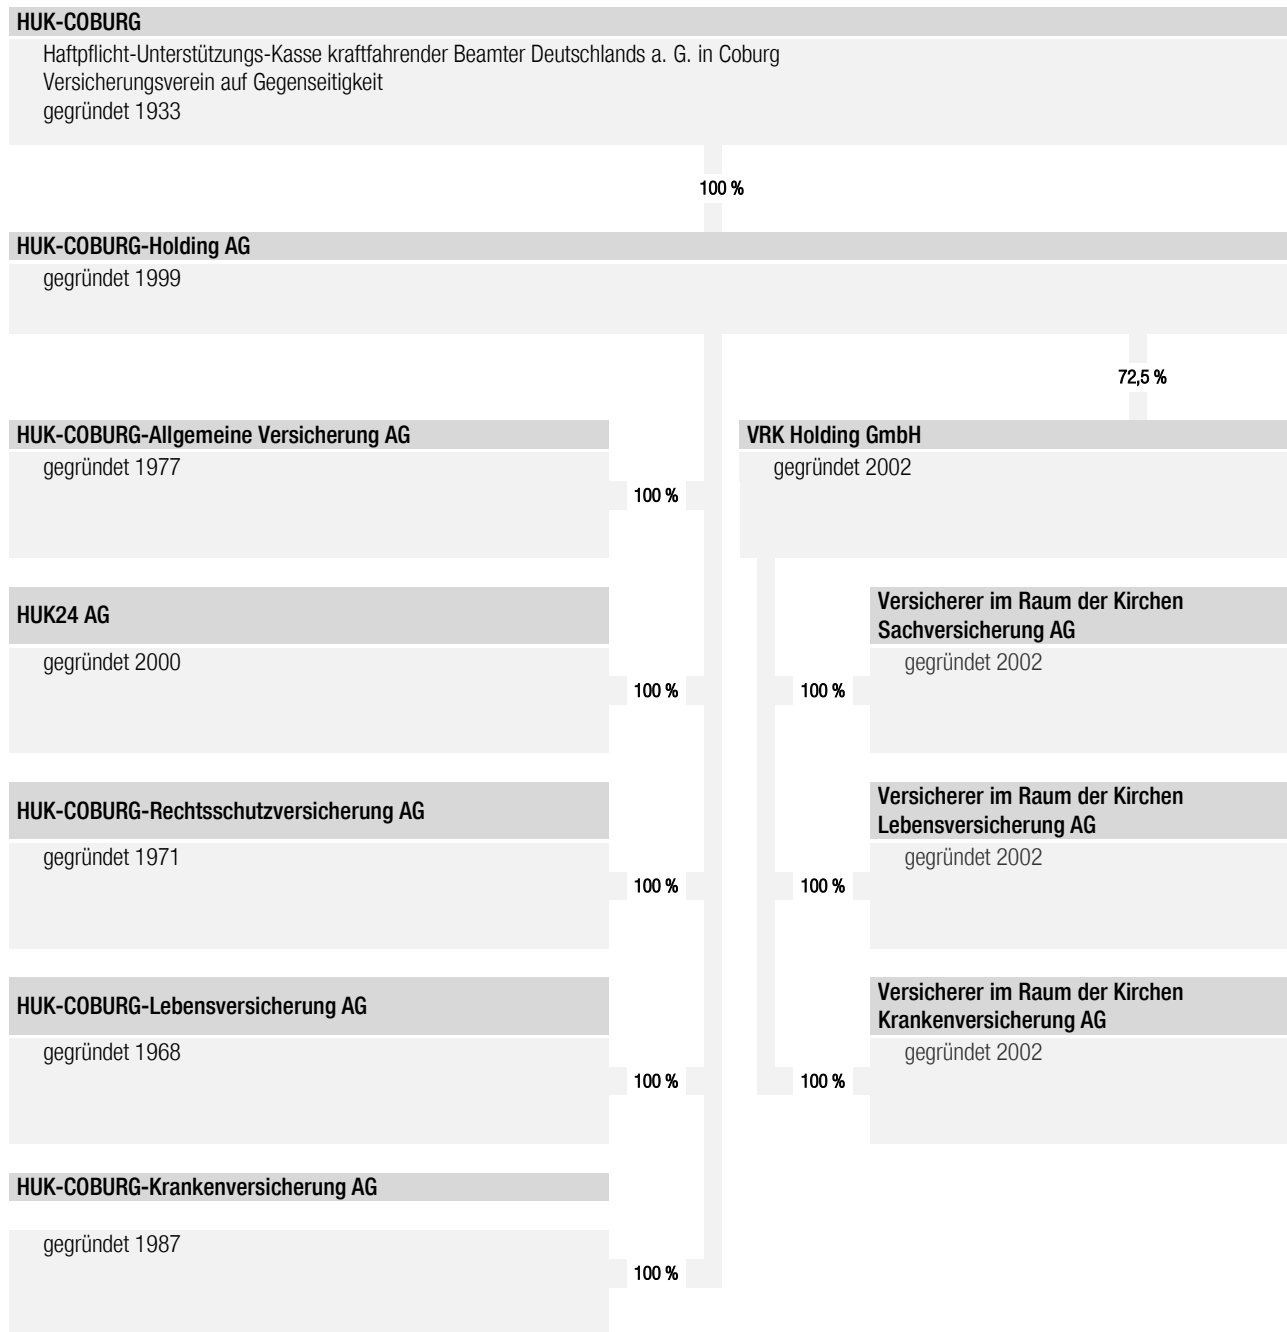 HUK-COBURG
Haftpflicht-Unterstützungs-Kasse kraftfahrender Beamter Deutschlands a. G. in Coburg
Versicherungsverein auf Gegenseitigkeit
gegründet 1933
100 %
HUK-COBURG-Holding AG
gegründet 1999
72,5 %
HUK-COBURG-Allgemeine Versicherung AG
gegründet 1977
100 %
VRK Holding GmbH
gegründet 2002
HUK24 AG
gegründet 2000
100 %
Versicherer im Raum der Kirchen
Sachversicherung AG
gegründet 2002
100 %
HUK-COBURG-Rechtsschutzversicherung AG
gegründet 1971
100 %
Versicherer im Raum der Kirchen
Lebensversicherung AG
gegründet 2002
100 %
HUK-COBURG-Lebensversicherung AG
gegründet 1968
100 %
Versicherer im Raum der Kirchen
Krankenversicherung AG
gegründet 2002
100 %
HUK-COBURG-Krankenversicherung AG
gegründet 1987
100 %